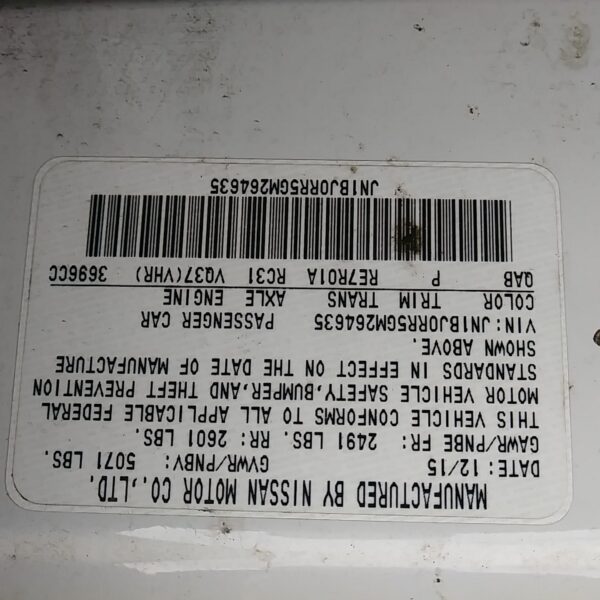 MANUFACTURED BY NISSAN MOTOR CO.,LTD.
DATE: 12/15 GVWR/PNBV: 5071 LBS.
GAWR/PNBE FR: 2491 LBS. RR: 2601 LBS.
THIS VEHICLE CONFORMS TO ALL APPLICABLE FEDERAL
MOTOR VEHICLE SAFETY,BUMPER,AND THEFT PREVENTION
STANDARDS IN EFFECT ON THE DATE OF MANUFACTURE
SHOWN ABOVE.
VIN:JN1BJ0RR5GM264635 PASSENGER CAR
COLOR TRIM TRANS AXLE ENGINE
QAB P RE7R01A RC31 VQ37(VHR) 3696CC
JN1BJ0RR5GM264635